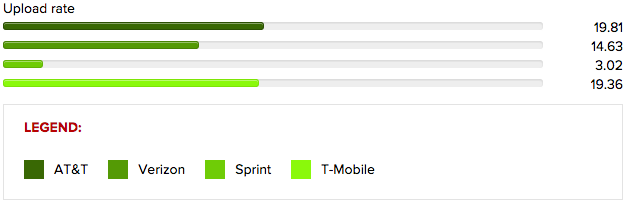 Upload rate
19.81
14.63
3.02
19.36
LEGEND:
AT&T Verizon Sprint T-Mobile